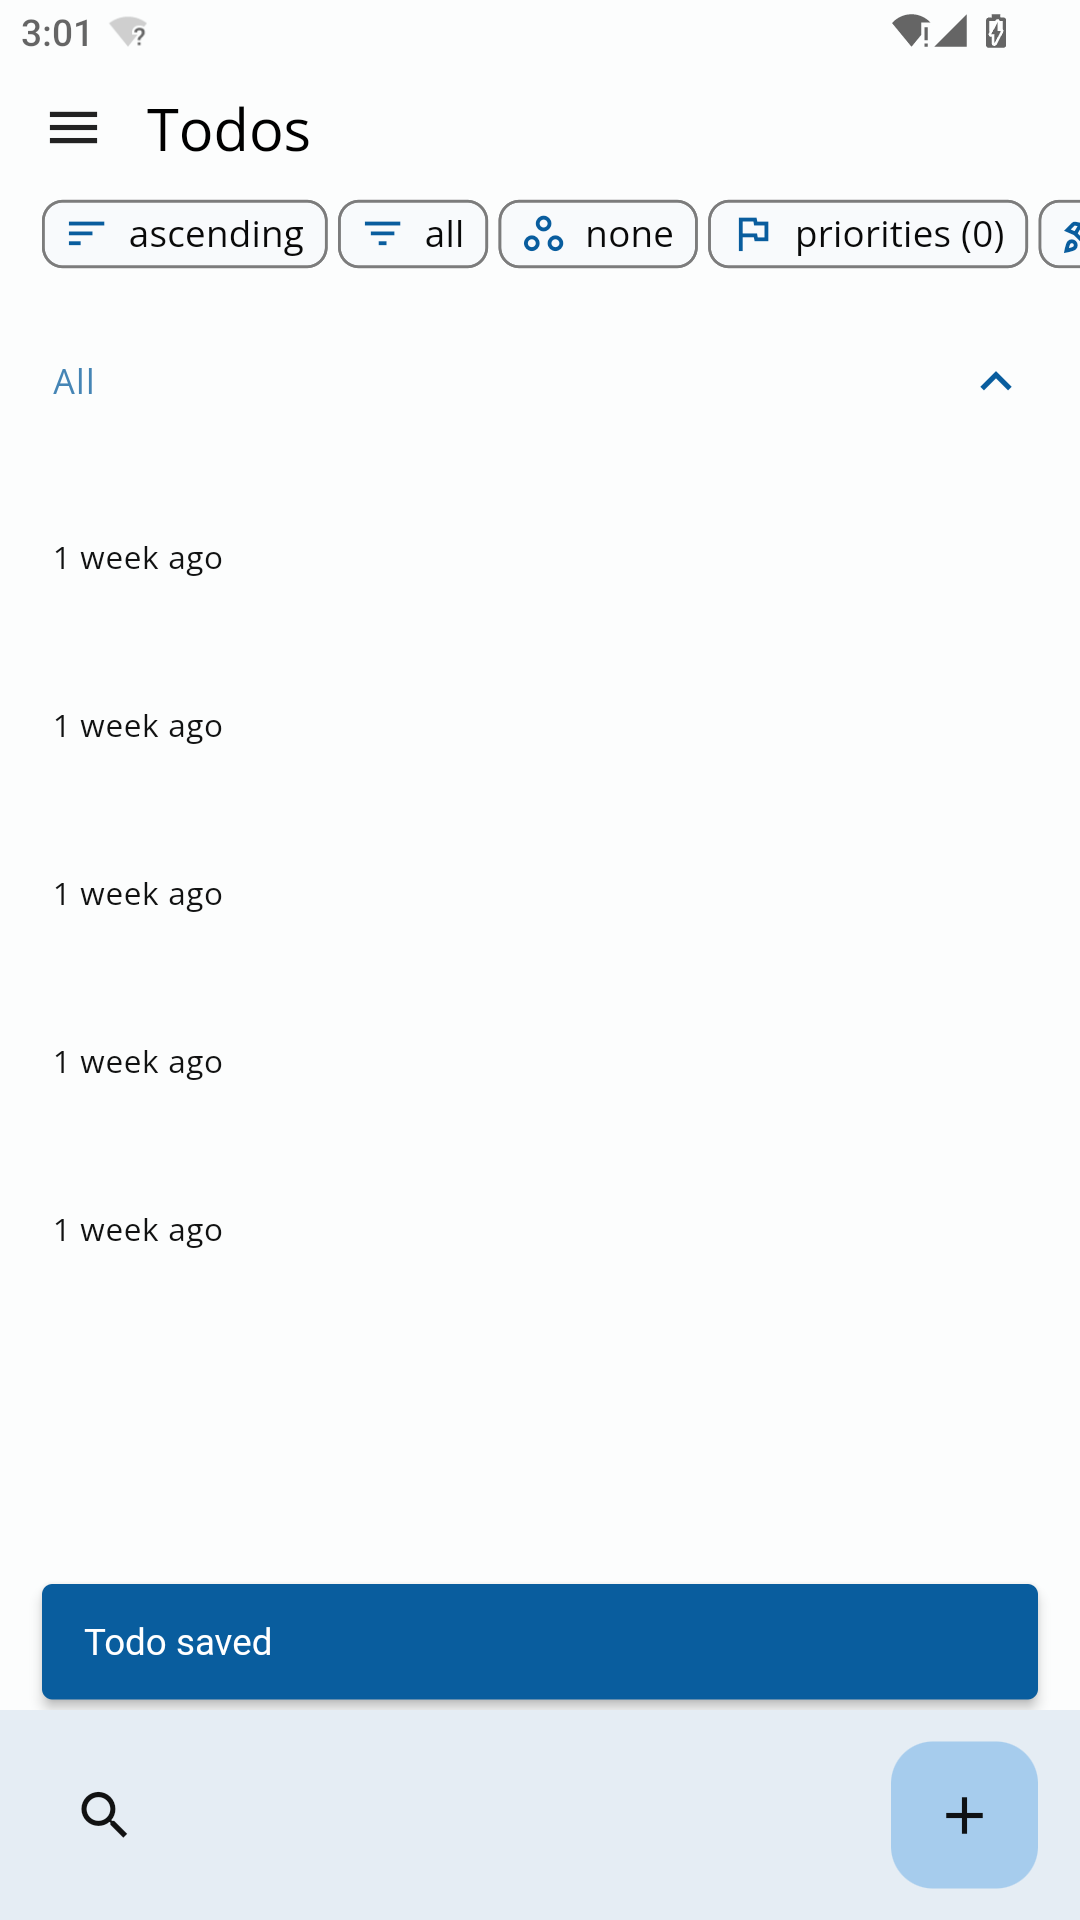 3:01
Todos
ascending
all
none
priorities (0)
All
1 week ago
1 week ago
1 week ago
1 week ago
1 week ago
Todo saved